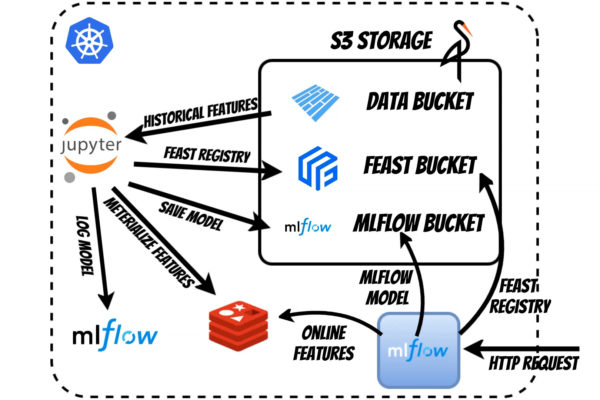 S3 STORAGE
HISTORICAL FEATURES
DATA BUCKET
jupyter
FEAST REGISTRY
FEAST BUCKET
SAVE MODEL
mlflow
MLFLOW BUCKET
LOG MODEL
METERIALIZE FEATURES
MLFLOW
MODEL
FEAST
REGISTRY
mlflow
ONLINE
FEATURES
mlflow
HTTP REQUEST